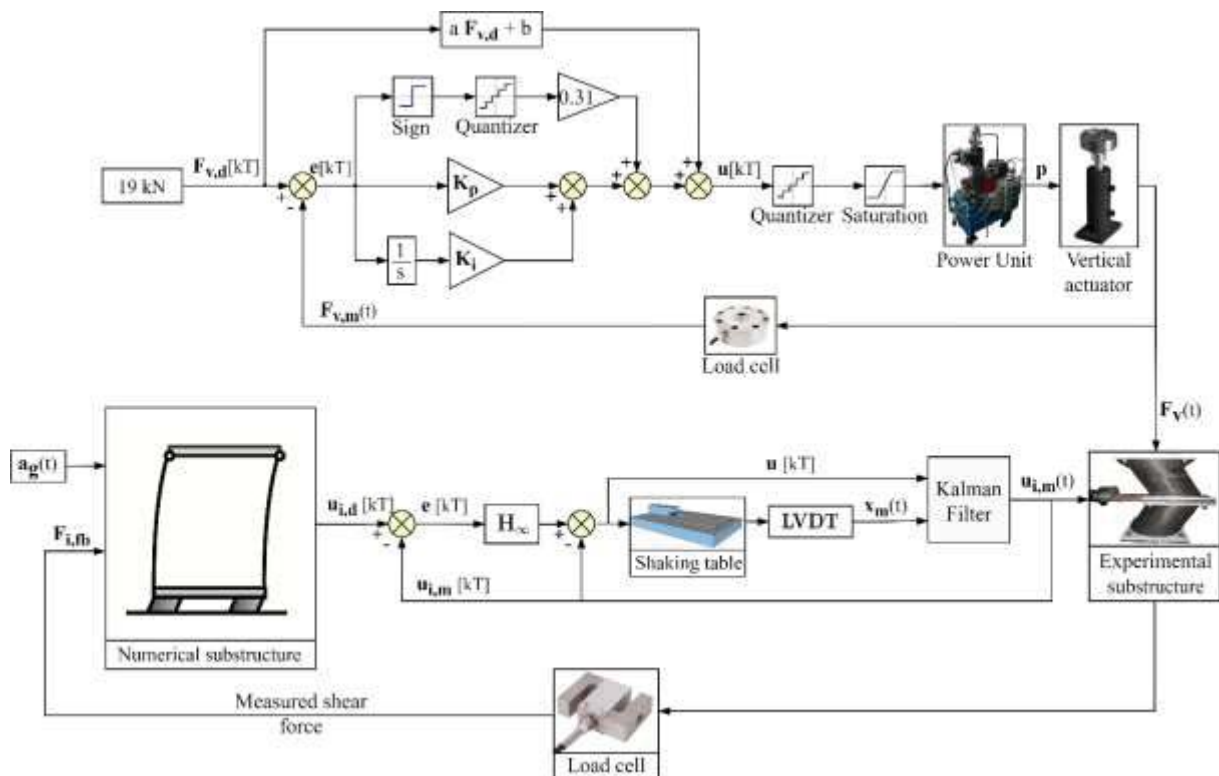 a F_v,d + b
0.31
Sign
Quantizer
19 kN
F_v,d[kT]
+
-
e[kT]
K_p
1
s
K_i
+
+
+
+
+
+
u[kT]
Quantizer
Saturation
Power Unit
p
Vertical
actuator
F_v,m(t)
Load cell
F_v(t)
a_g(t)
F_i,fb
Numerical substructure
u_i,d [kT]
+
-
e [kT]
H_∞
+
-
u [kT]
Shaking table
LVDT
x_m(t)
Kalman
Filter
u_i,m(t)
u_i,m [kT]
Experimental
substructure
Measured shear
force
Load cell